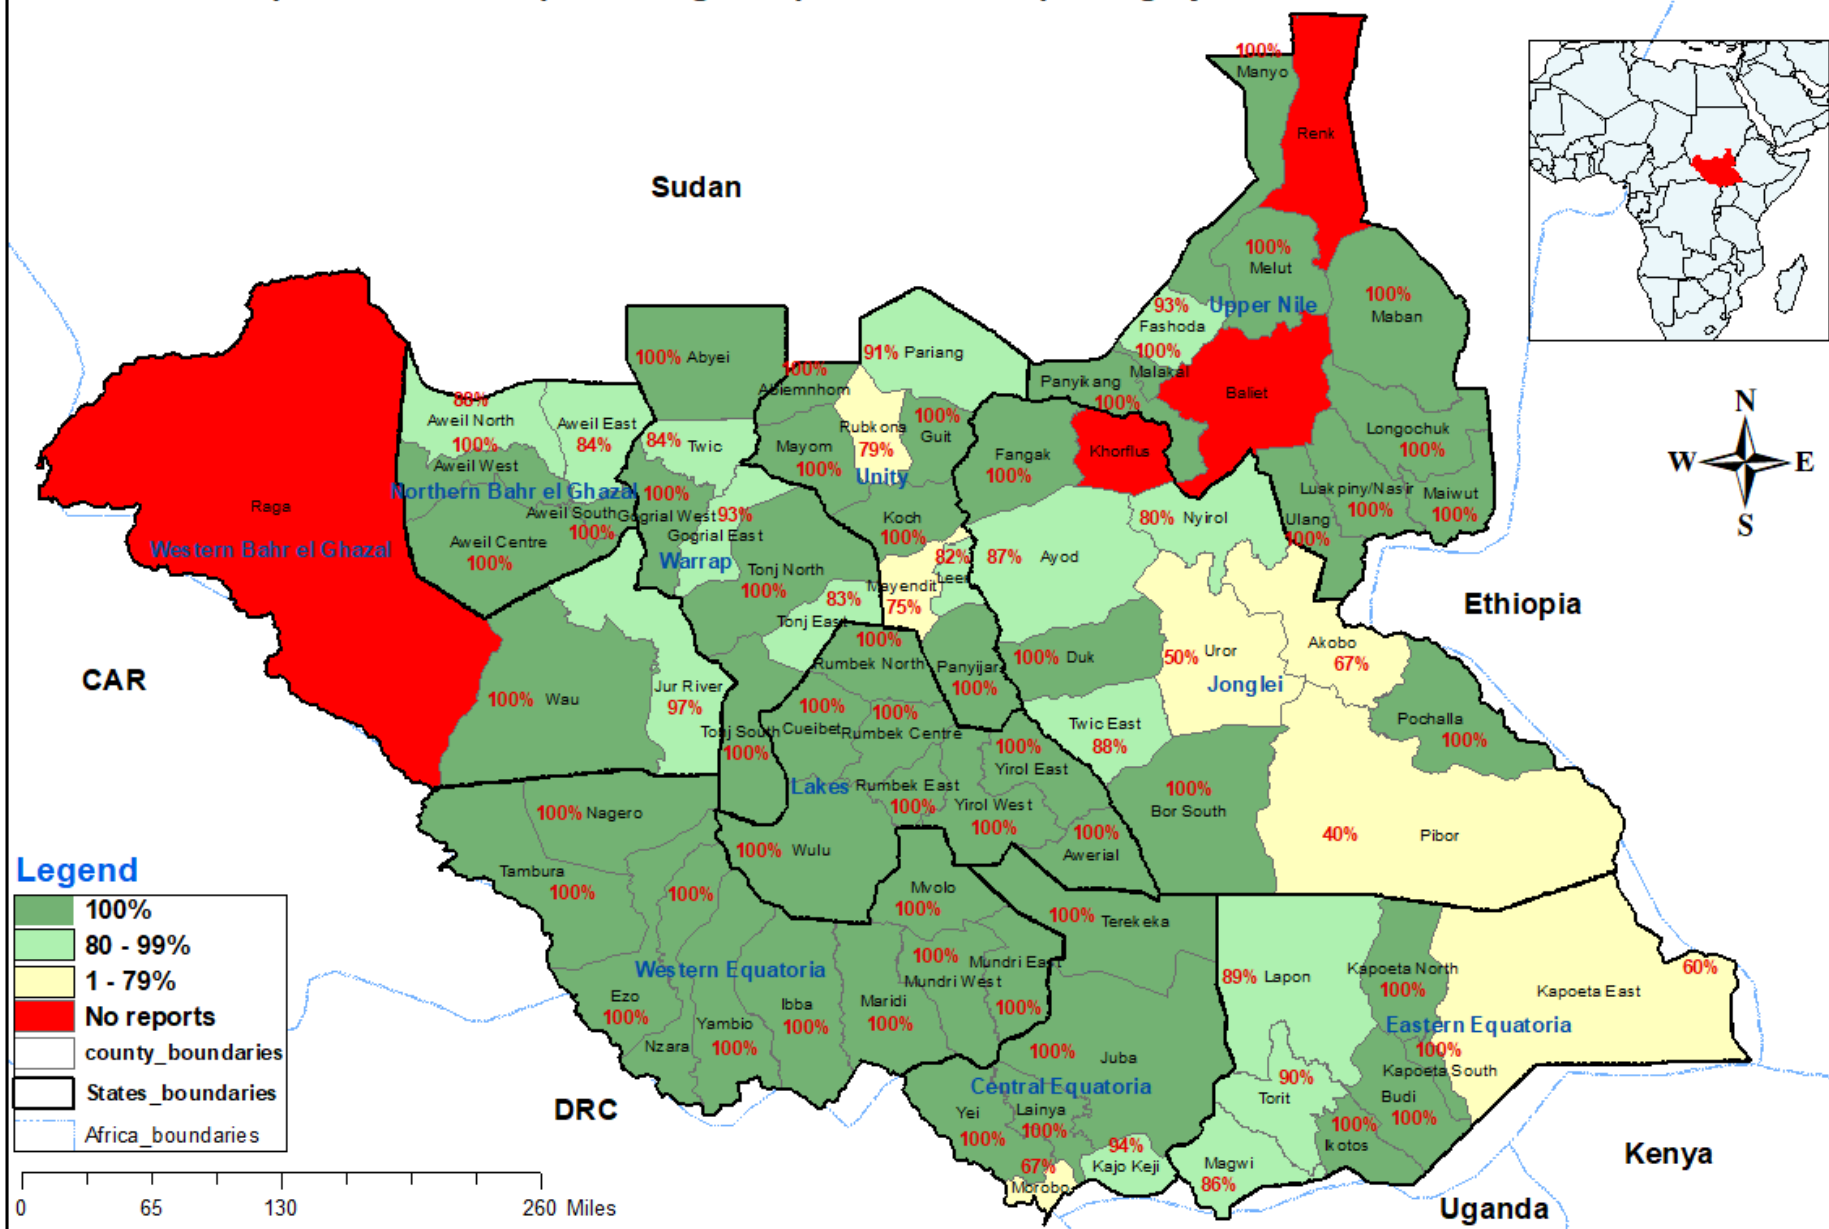 100%
Manyo
Renk
Sudan
100%
Melut
Upper Nile
100%
Maban
93%
Fashoda
100%
Malakal
Panyikang
100%
Baliet
100% Abyei
100%
Abiemnhom
91% Pariang
88%
Aweil North
100%
Aweil West
Aweil East
84%
84% Twic
Rubkona
79%
100%
Guit
Mayom
100%
Unity
Fangak
100%
Khorflus
Longochuk
100%
N
W
E
S
Raga
Western Bahr el Ghazal
Northern Bahr el Ghazal
Aweil South
100%
Aweil Centre
100%
100%
Gogrial West
93%
Gogrial East
Warrap
Koch
100%
80% Nyirol
Luakpiny/Nasir
100%
Maiwut
100%
Ulang
100%
Tonj North
100%
83%
Tonj East
Mayendit
75%
82%
Leer
87% Ayod
Ethiopia
CAR
100% Wau
Jur River
97%
100%
Rumbek North
Panyijar
100%
100% Duk
50% Uror
Akobo
67%
Jonglei
Tonj South
100%
100%
Cueibet
100%
Rumbek Centre
Twic East
88%
Pochalla
100%
100%
Yirol East
Lakes
Rumbek East
100%
Yirol West
100%
100%
Bor South
40%
Pibor
100% Nagero
100% Wulu
100%
Awerial
Legend
100%
80 - 99%
1 - 79%
No reports
county_boundaries
States_boundaries
Africa_boundaries
Tambura
100%
100%
Mvolo
100%
100% Terekeka
Western Equatoria
100%
Mundri West
Mundri East
100%
89% Lapon
Kapoeta North
100%
60%
Kapoeta East
Ezo
100%
Nzara
Yambio
100%
Ibba
100%
Maridi
100%
Eastern Equatoria
100%
Kapoeta South
100% Juba
Central Equatoria
DRC
Yei
100%
Lainya
100%
90%
Torit
Budi
100%
100%
Ikotos
67%
Morobo
94%
Kajo Keji
Magwi
86%
Kenya
Uganda
0 65 130 260 Miles